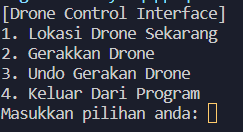 [Drone Control Interface]
1. Lokasi Drone Sekarang
2. Gerakkan Drone
3. Undo Gerakan Drone
4. Keluar Dari Program
Masukkan pilihan anda: